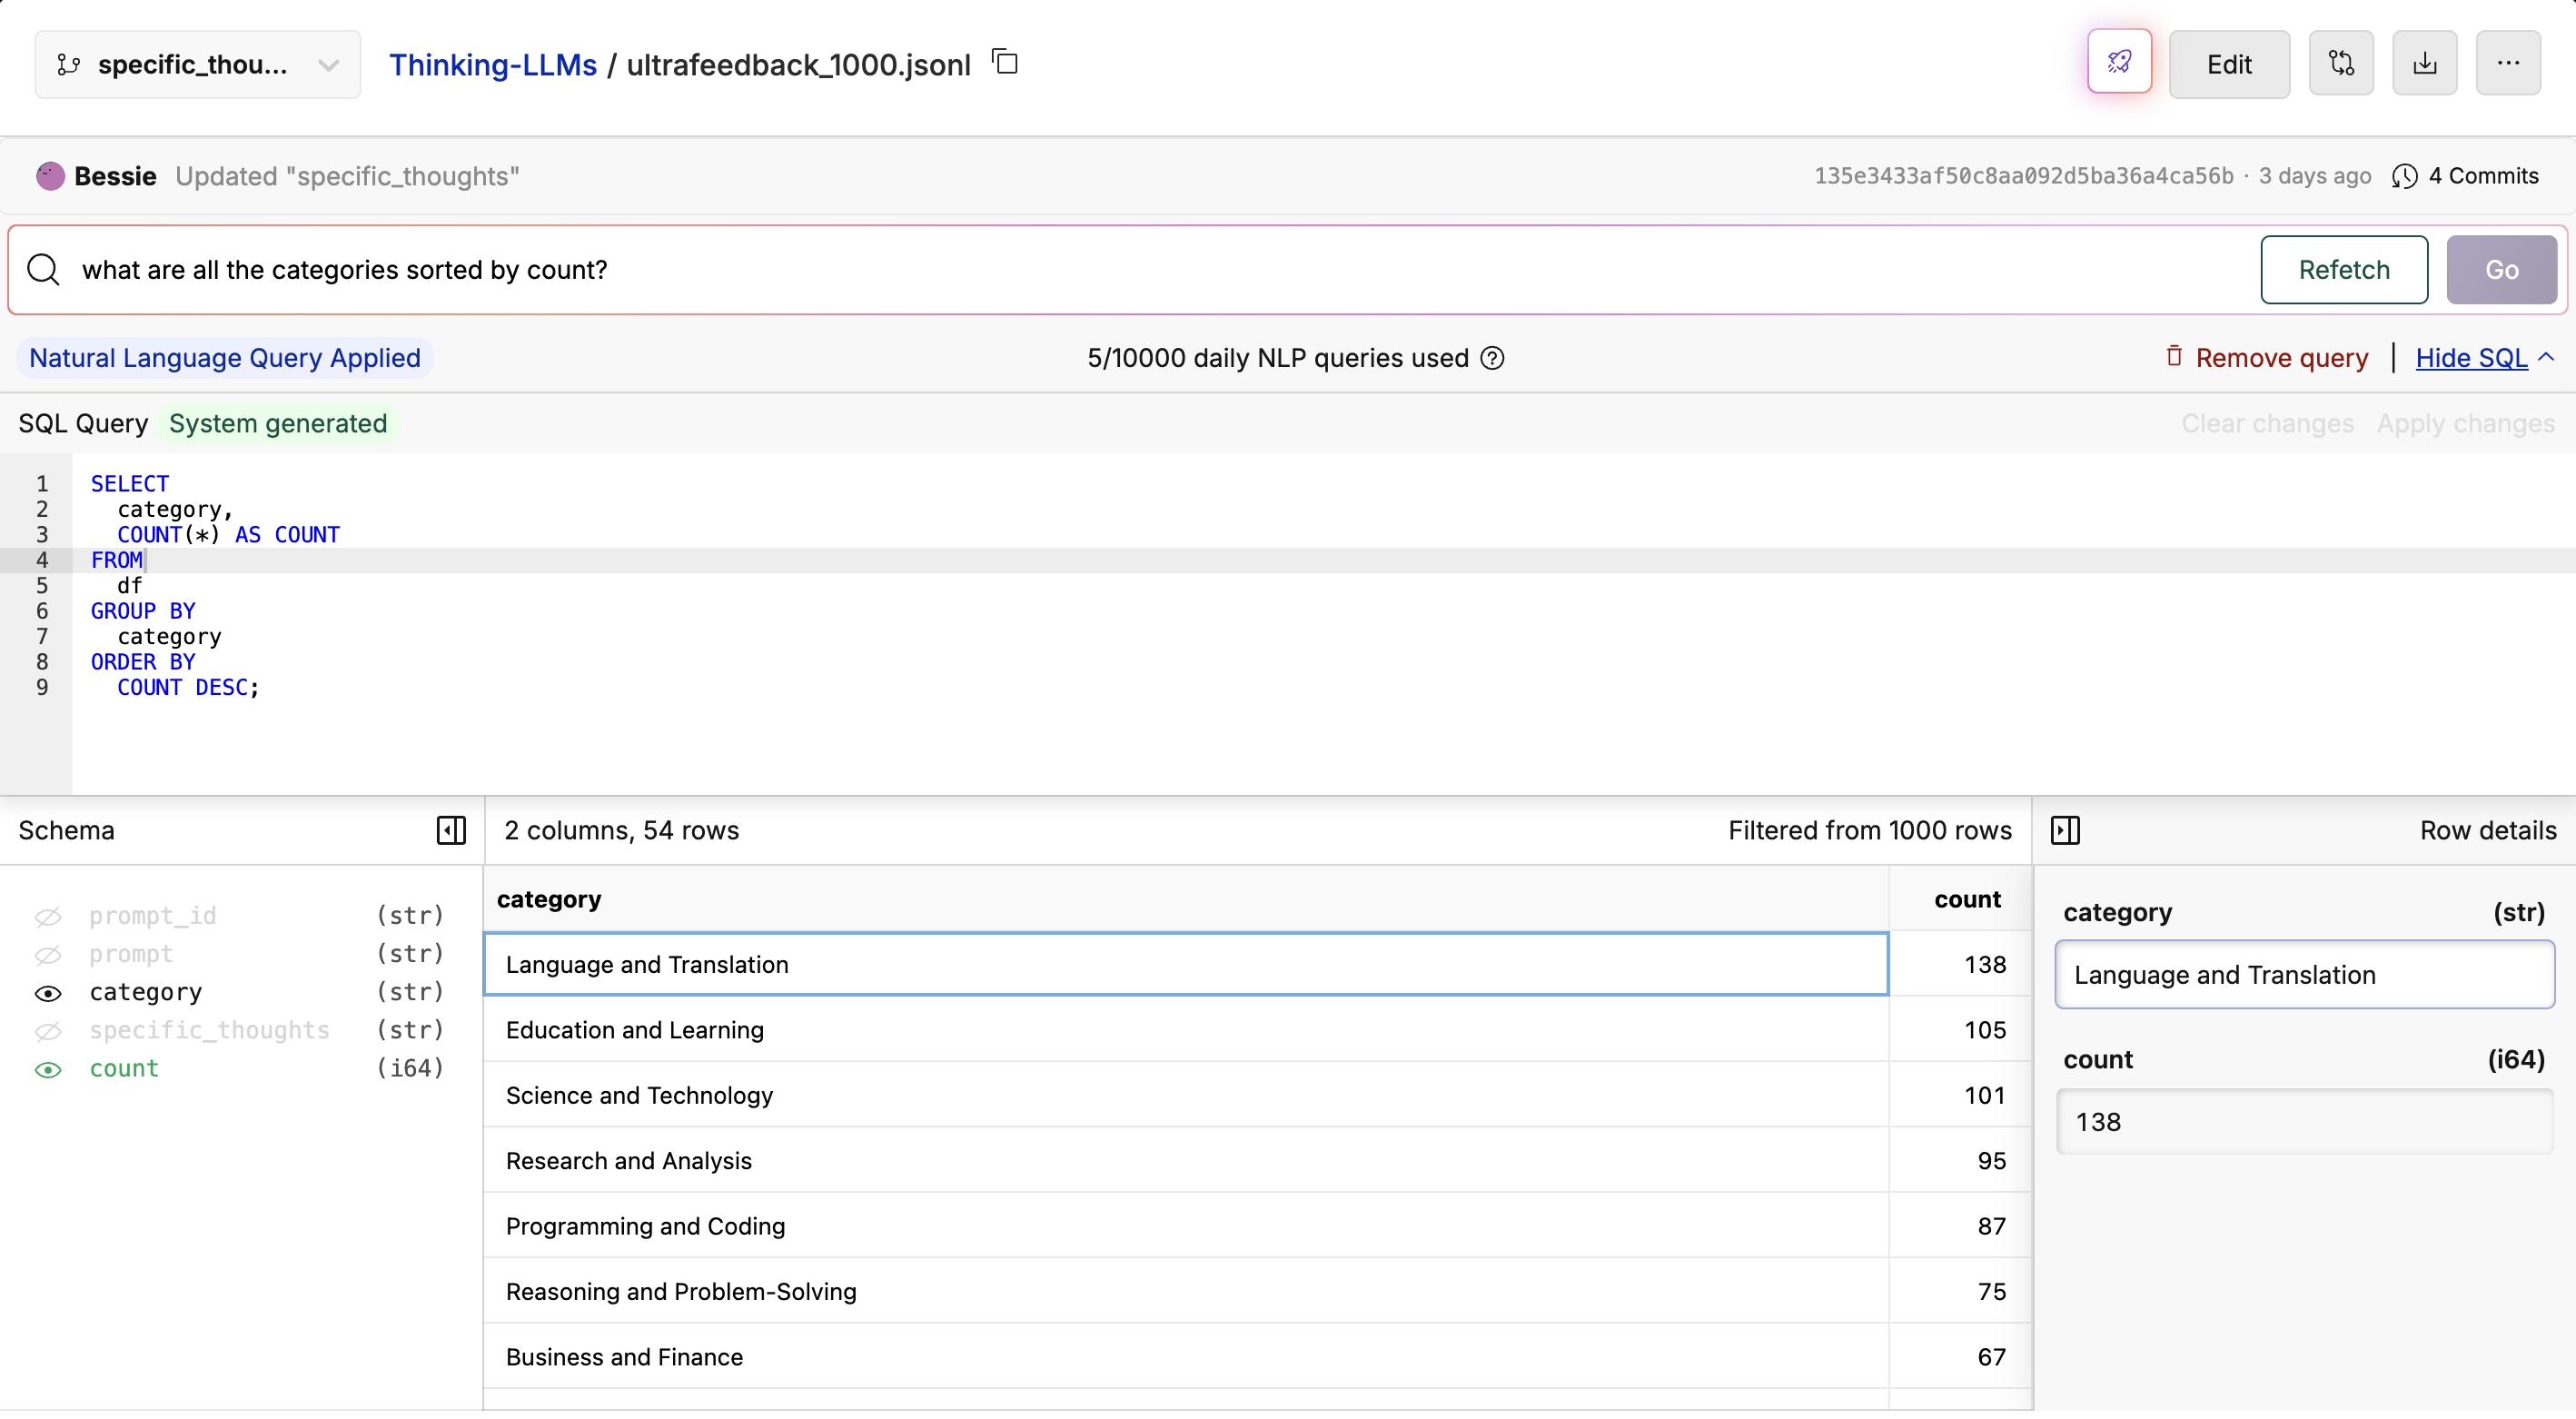 specific_thou...
Thinking-LLMs / ultrafeedback_1000.jsonl
Edit
Bessie Updated "specific_thoughts"
135e3433af50c8aa092d5ba36a4ca56b · 3 days ago 4 Commits
what are all the categories sorted by count?
Refetch
Go
Natural Language Query Applied
5/10000 daily NLP queries used
Remove query | Hide SQL
SQL Query System generated
Clear changes Apply changes
1 SELECT
2 category,
3 COUNT(*) AS COUNT
4 FROM
5 df
6 GROUP BY
7 category
8 ORDER BY
9 COUNT DESC;
Schema
prompt_id (str)
prompt (str)
category (str)
specific_thoughts (str)
count (i64)
2 columns, 54 rows
Filtered from 1000 rows
category count
Language and Translation 138
Education and Learning 105
Science and Technology 101
Research and Analysis 95
Programming and Coding 87
Reasoning and Problem-Solving 75
Business and Finance 67
Row details
category (str)
Language and Translation
count (i64)
138